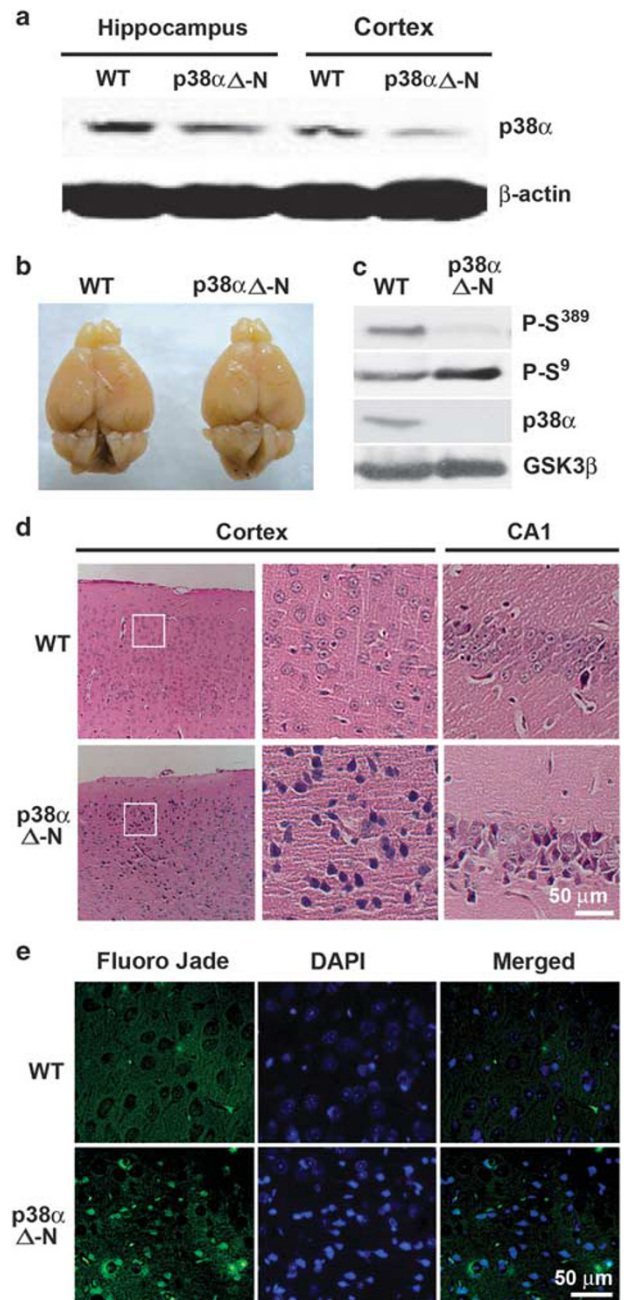 a
Hippocampus Cortex
WT p38αΔ-N WT p38αΔ-N
p38α
β-actin
b
WT p38αΔ-N
c
WT p38α
Δ-N
P-S389
P-S9
p38α
GSK3β
d
Cortex CA1
WT
p38α
Δ-N
50 μm
e
Fluoro Jade DAPI Merged
WT
p38α
Δ-N
50 μm